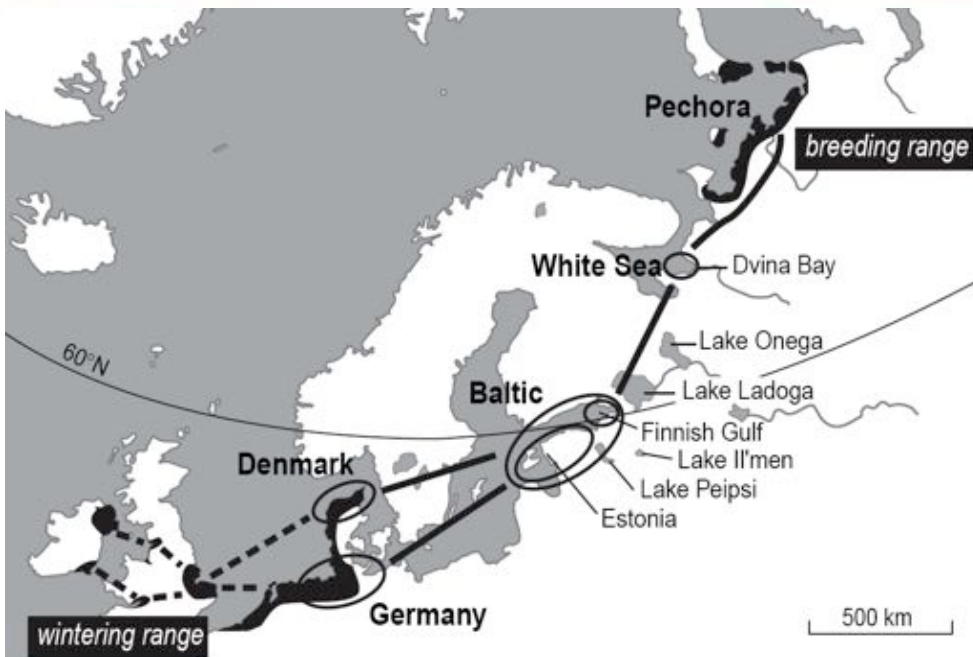 Pechora
breeding range
White Sea
Dvina Bay
Lake Onega
60°N
Baltic
Lake Ladoga
Finnish Gulf
Denmark
Lake Il'men
Lake Peipsi
Estonia
Germany
500 km
wintering range